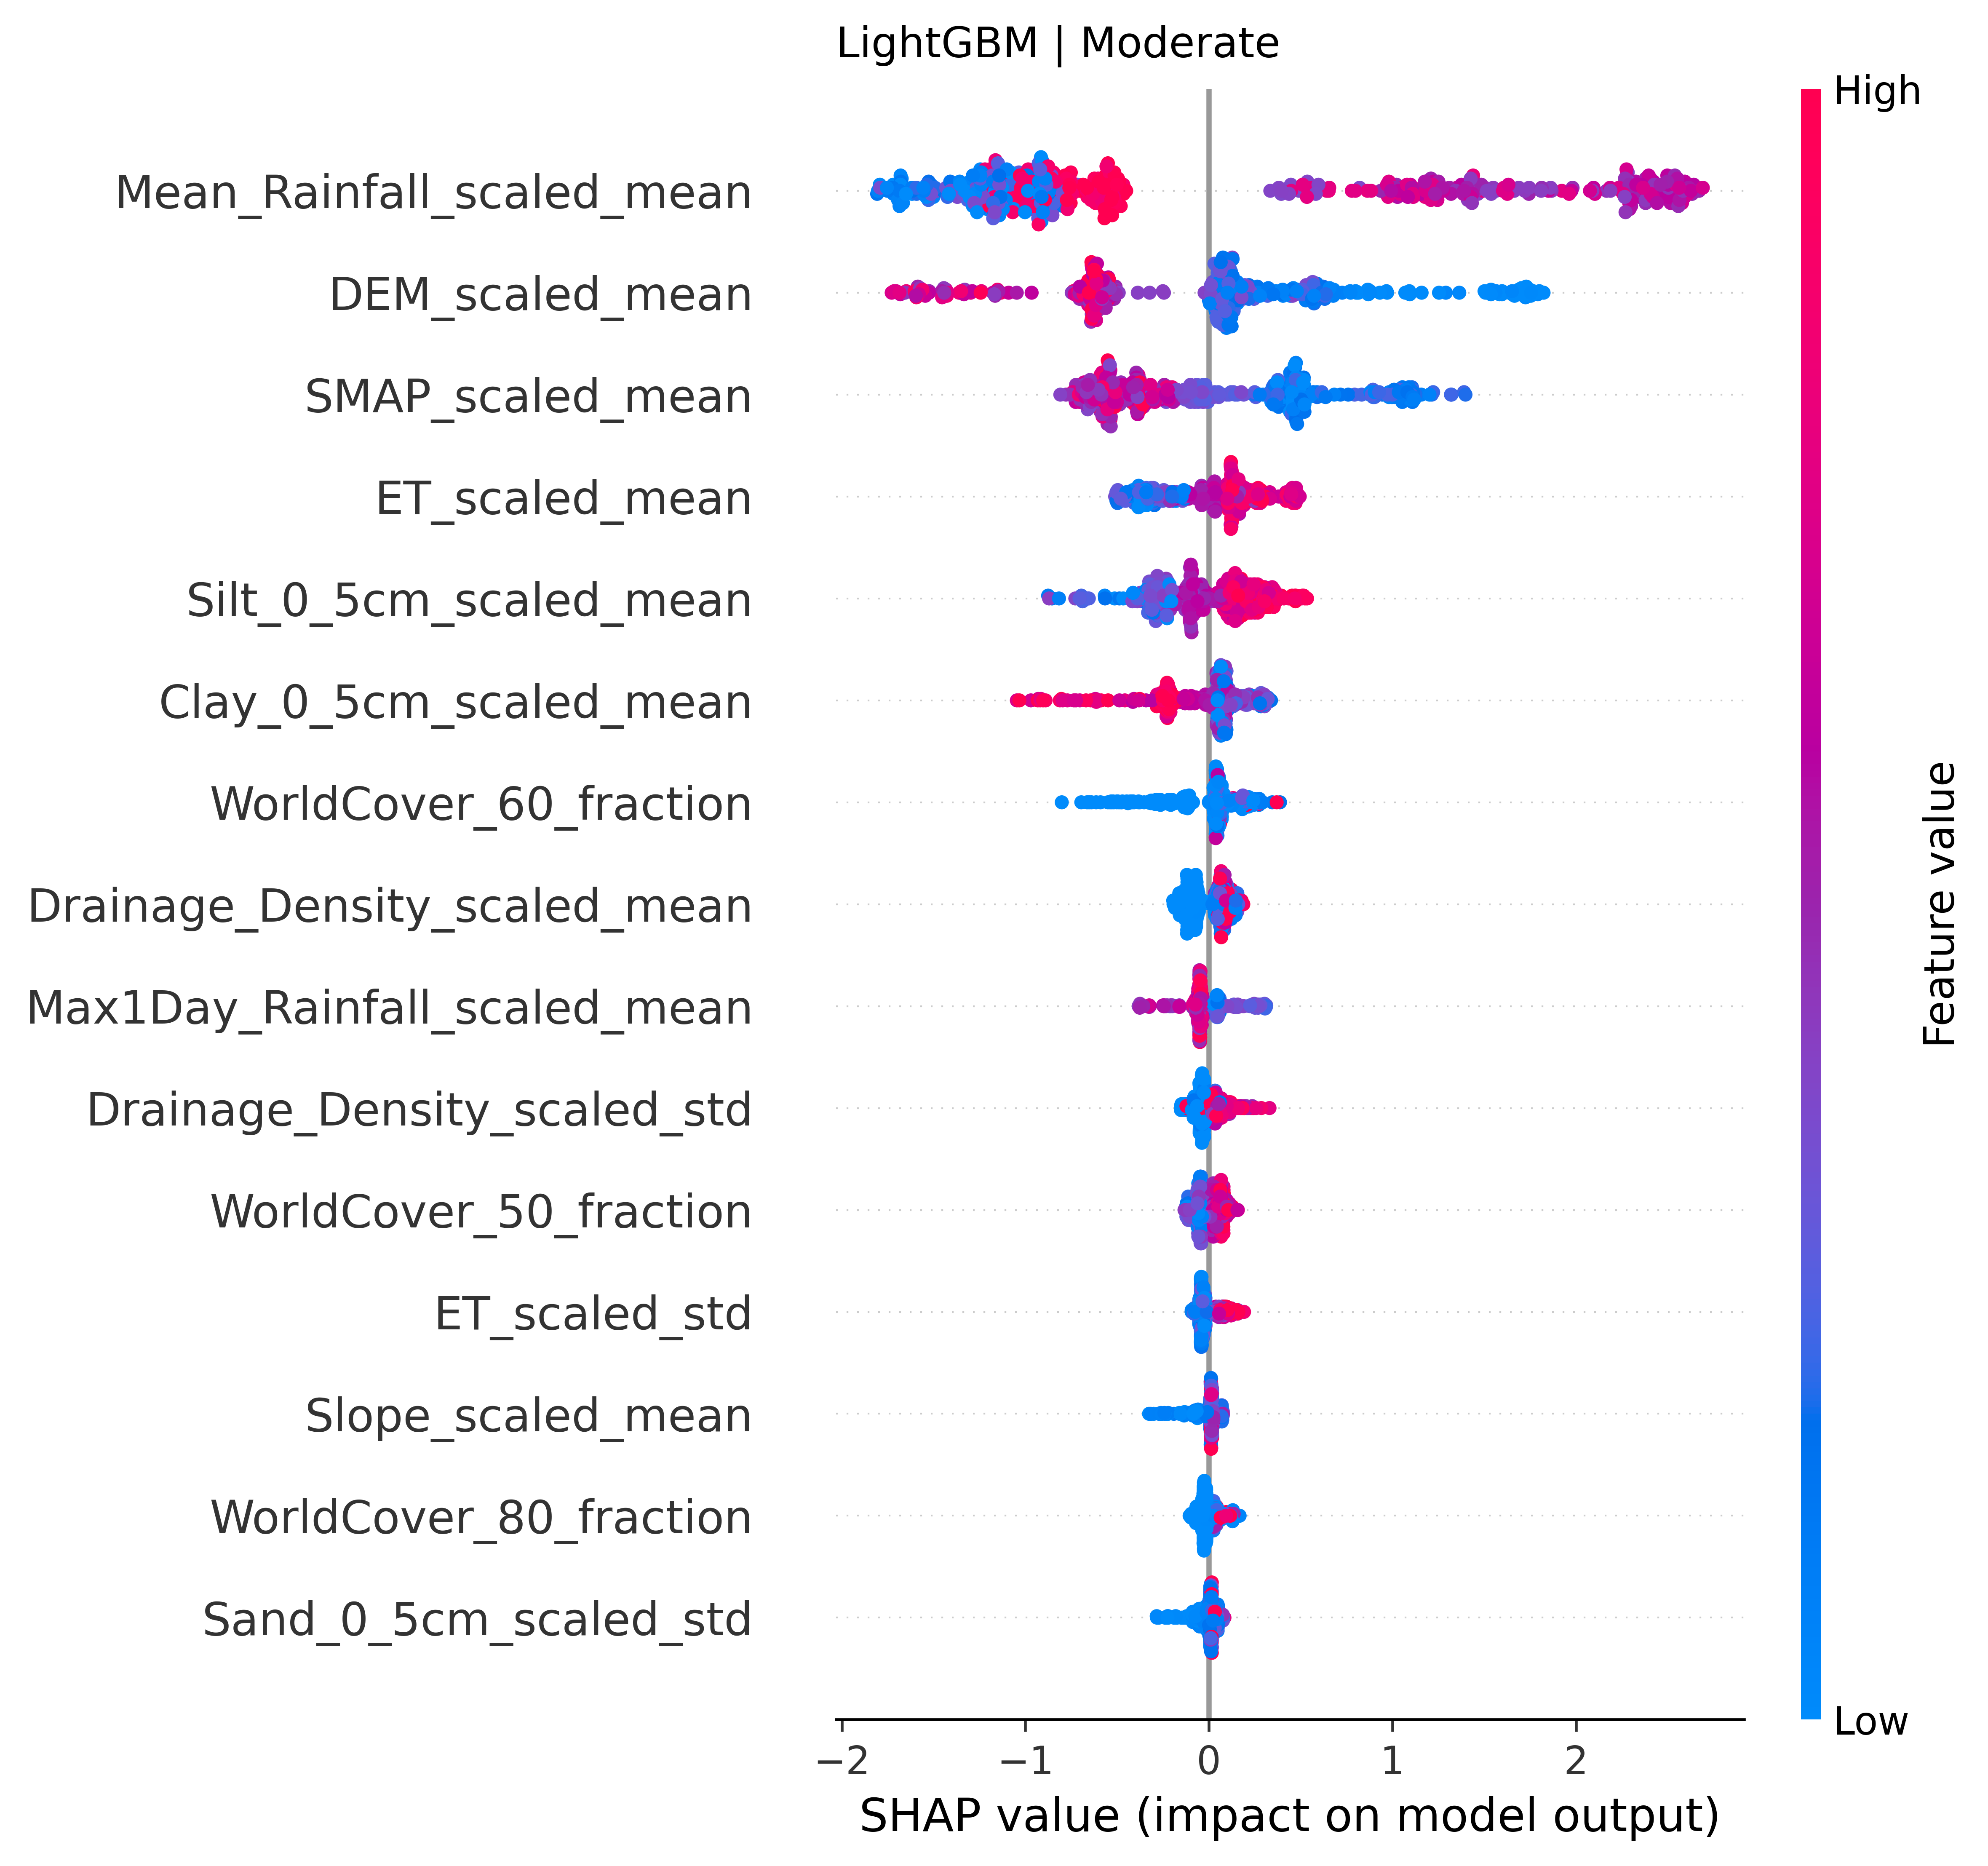 LightGBM | Moderate
High
Mean_Rainfall_scaled_mean
DEM_scaled_mean
SMAP_scaled_mean
ET_scaled_mean
Silt_0_5cm_scaled_mean
Clay_0_5cm_scaled_mean
WorldCover_60_fraction
Drainage_Density_scaled_mean
Max1Day_Rainfall_scaled_mean
Drainage_Density_scaled_std
WorldCover_50_fraction
ET_scaled_std
Slope_scaled_mean
WorldCover_80_fraction
Sand_0_5cm_scaled_std
Feature value
Low
−2 −1 0 1 2
SHAP value (impact on model output)